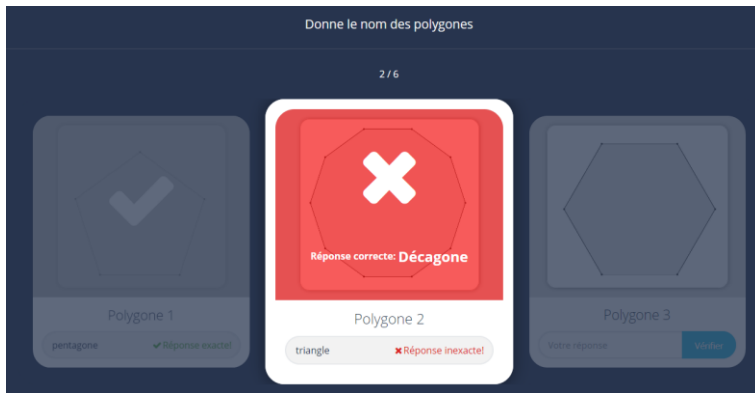 Donne le nom des polygones
2 / 6
Réponse correcte: Décagone
Polygone 1
pentagone Réponse exacte!
Polygone 2
triangle Réponse inexacte!
Polygone 3
Votre réponse Vérifier